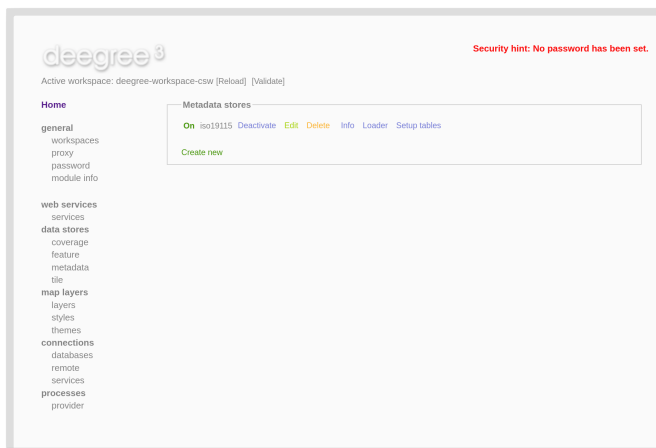 deegree 3
Security hint: No password has been set.
Active workspace: deegree-workspace-csw [Reload] [Validate]
Home
general
workspaces
proxy
password
module info
web services
services
data stores
coverage
feature
metadata
tile
map layers
layers
styles
themes
connections
databases
remote
services
processes
provider
Metadata stores
On iso19115 Deactivate Edit Delete Info Loader Setup tables
Create new